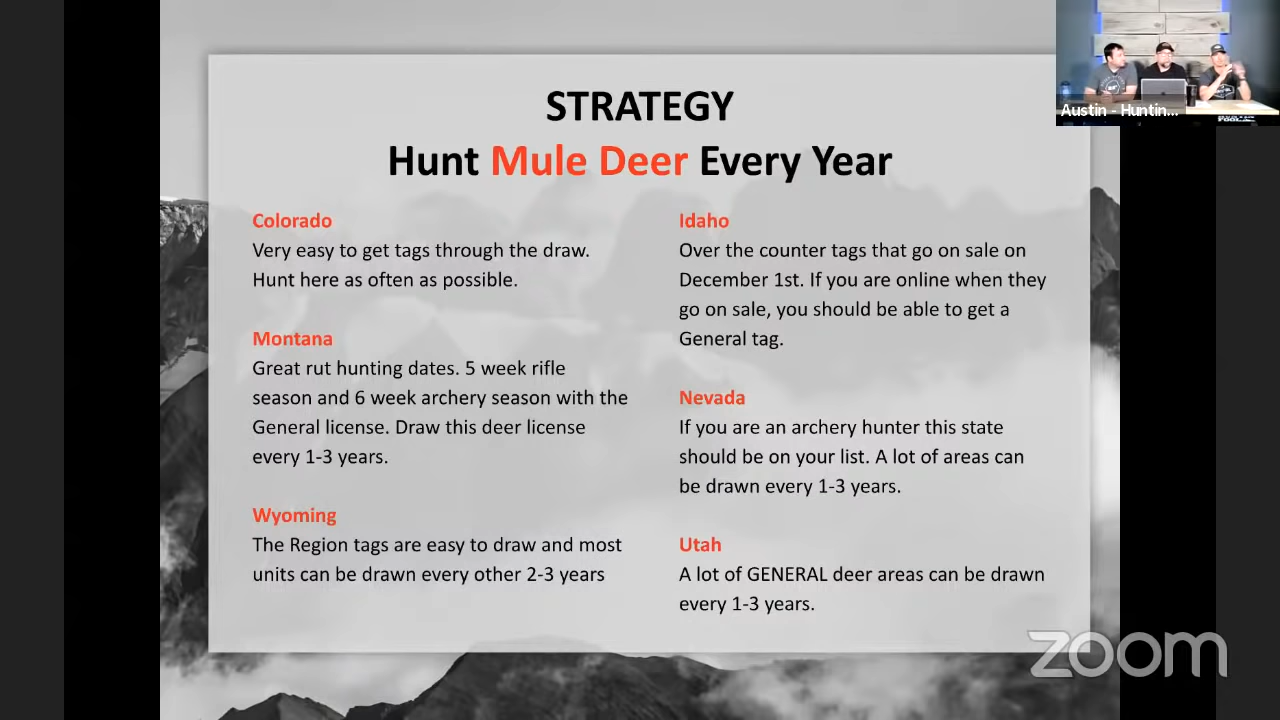 STRATEGY
Hunt Mule Deer Every Year
Colorado
Very easy to get tags through the draw.
Hunt here as often as possible.
Montana
Great rut hunting dates. 5 week rifle
season and 6 week archery season with the
General license. Draw this deer license
every 1-3 years.
Wyoming
The Region tags are easy to draw and most
units can be drawn every other 2-3 years
Idaho
Over the counter tags that go on sale on
December 1st. If you are online when they
go on sale, you should be able to get a
General tag.
Nevada
If you are an archery hunter this state
should be on your list. A lot of areas can
be drawn every 1-3 years.
Utah
A lot of GENERAL deer areas can be drawn
every 1-3 years.
Austin - Huntin...
zoom